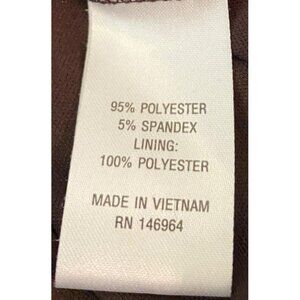 95% POLYESTER
5% SPANDEX
LINING:
100% POLYESTER
MADE IN VIETNAM
RN 146964